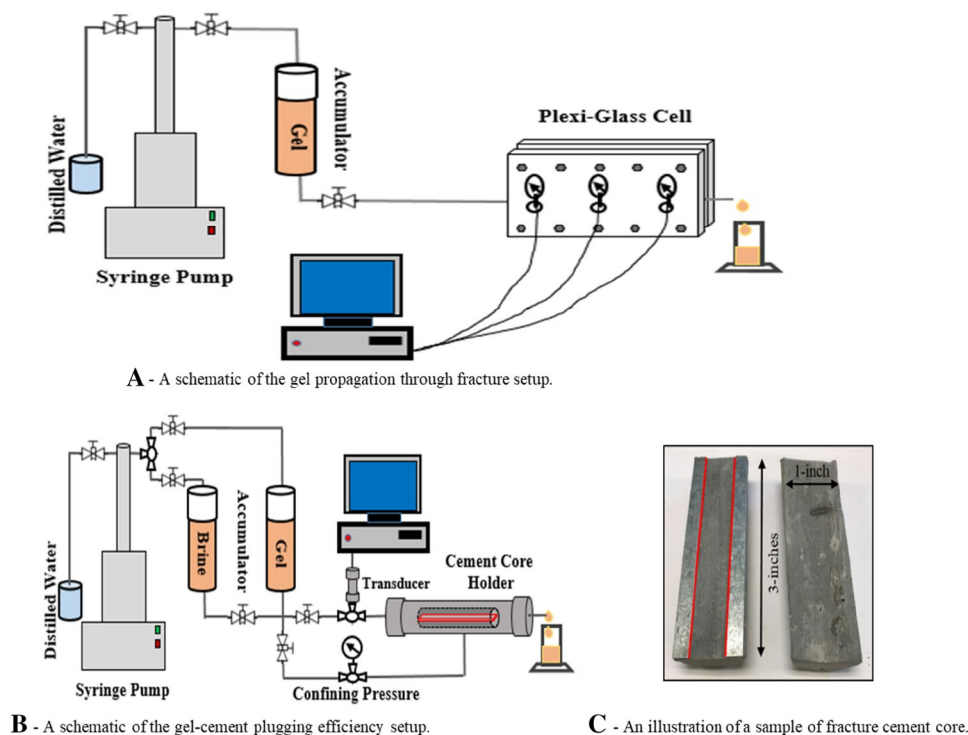 Distilled Water
Accumulator
Gel
Plexi-Glass Cell
Syringe Pump
A - A schematic of the gel propagation through fracture setup.
Distilled Water
Brine
Accumulator
Gel
Transducer
Cement Core
Holder
Syringe Pump
Confining Pressure
1-inch
3-inches
B - A schematic of the gel-cement plugging efficiency setup.
C - An illustration of a sample of fracture cement core.